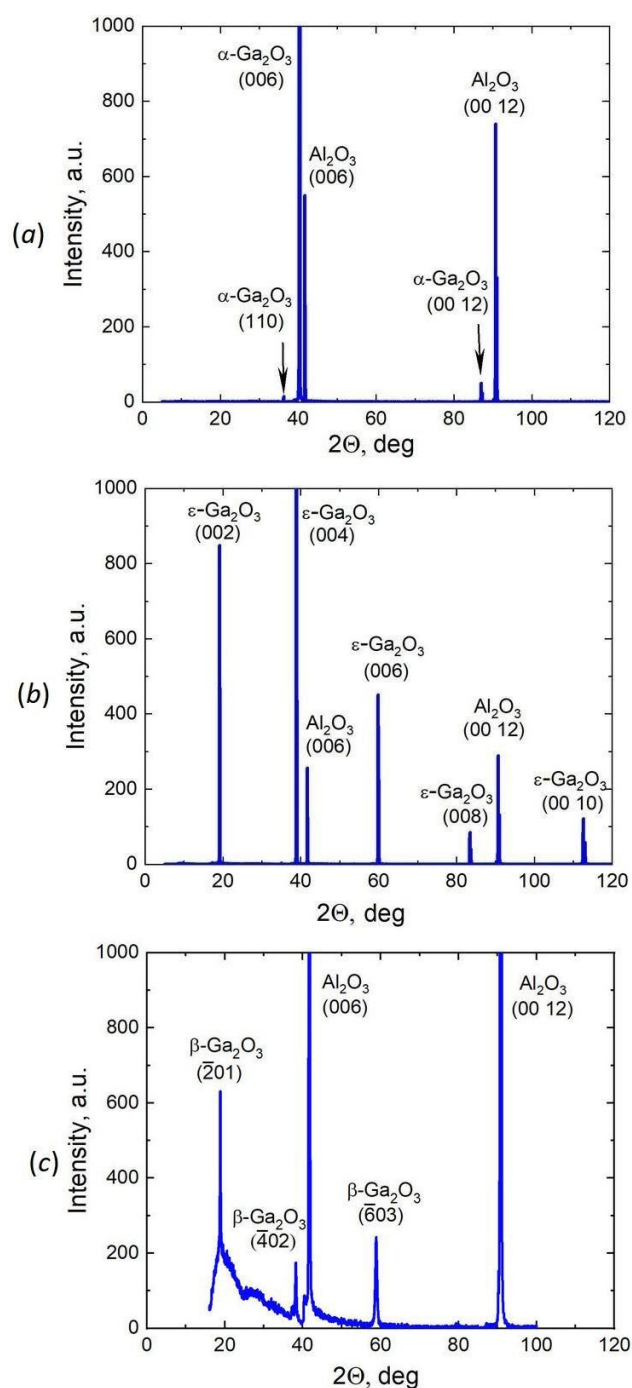 (a)
Intensity, a.u.
1000
800
600
400
200
0
α-Ga₂O₃
(006)
Al₂O₃
(006)
α-Ga₂O₃
(110)
Al₂O₃
(00 12)
α-Ga₂O₃
(00 12)
0 20 40 60 80 100 120
2Θ, deg
(b)
Intensity, a.u.
1000
800
600
400
200
0
ε-Ga₂O₃
(002)
ε-Ga₂O₃
(004)
Al₂O₃
(006)
ε-Ga₂O₃
(006)
ε-Ga₂O₃
(008)
Al₂O₃
(00 12)
ε-Ga₂O₃
(00 10)
0 20 40 60 80 100 120
2Θ, deg
(c)
Intensity, a.u.
1000
800
600
400
200
0
β-Ga₂O₃
(2̅01)
β-Ga₂O₃
(4̅02)
Al₂O₃
(006)
β-Ga₂O₃
(6̅03)
Al₂O₃
(00 12)
0 20 40 60 80 100 120
2Θ, deg